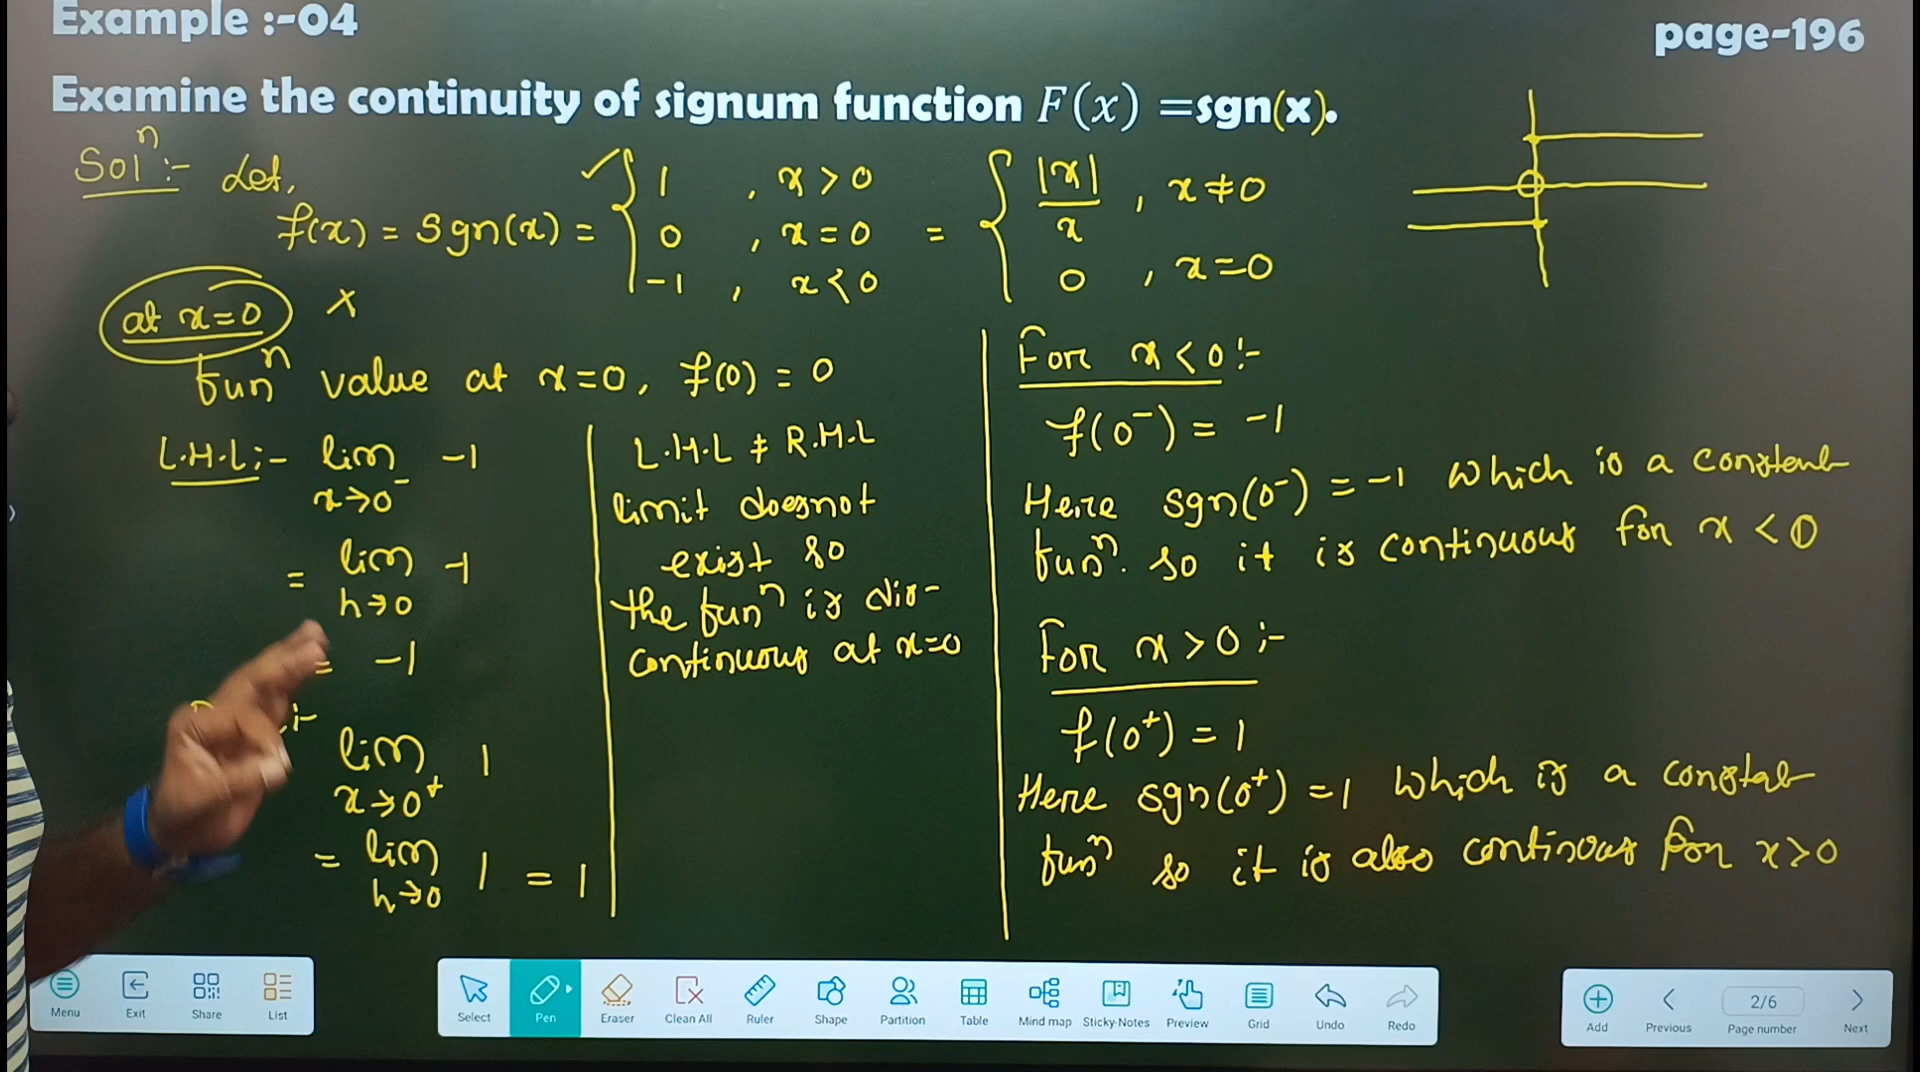 Example :-04
page-196
Examine the continuity of signum function F(x) =sgn(x).
Solⁿ:- Let,
f(x) = sgn(x) = { 1 , x > 0
0 , x = 0
-1 , x < 0
= { |x|/x , x ≠ 0
0 , x=0
at x=0 ×
funⁿ value at x=0, f(0) = 0
L.H.L:- lim x→0⁻ -1
= lim h→0 -1
= -1
:-
lim x→0⁺ 1
= lim h→0 1 = 1
L.H.L ≠ R.H.L
limit doesnot
exist so
the funⁿ is dis-
continuous at x=0
For x<0:-
f(0⁻) = -1
Here sgn(0⁻) = -1 which is a constant
funⁿ. so it is continuous for x < 0
For x>0 :-
f(0⁺) = 1
Here sgn(0⁺) = 1 which is a constat
funⁿ so it is also continous for x>0
Menu Exit Share List
Select Pen Eraser Clean All Ruler Shape Partition Table Mind map Sticky-Notes Preview Grid Undo Redo
Add Previous 2/6 Page number Next